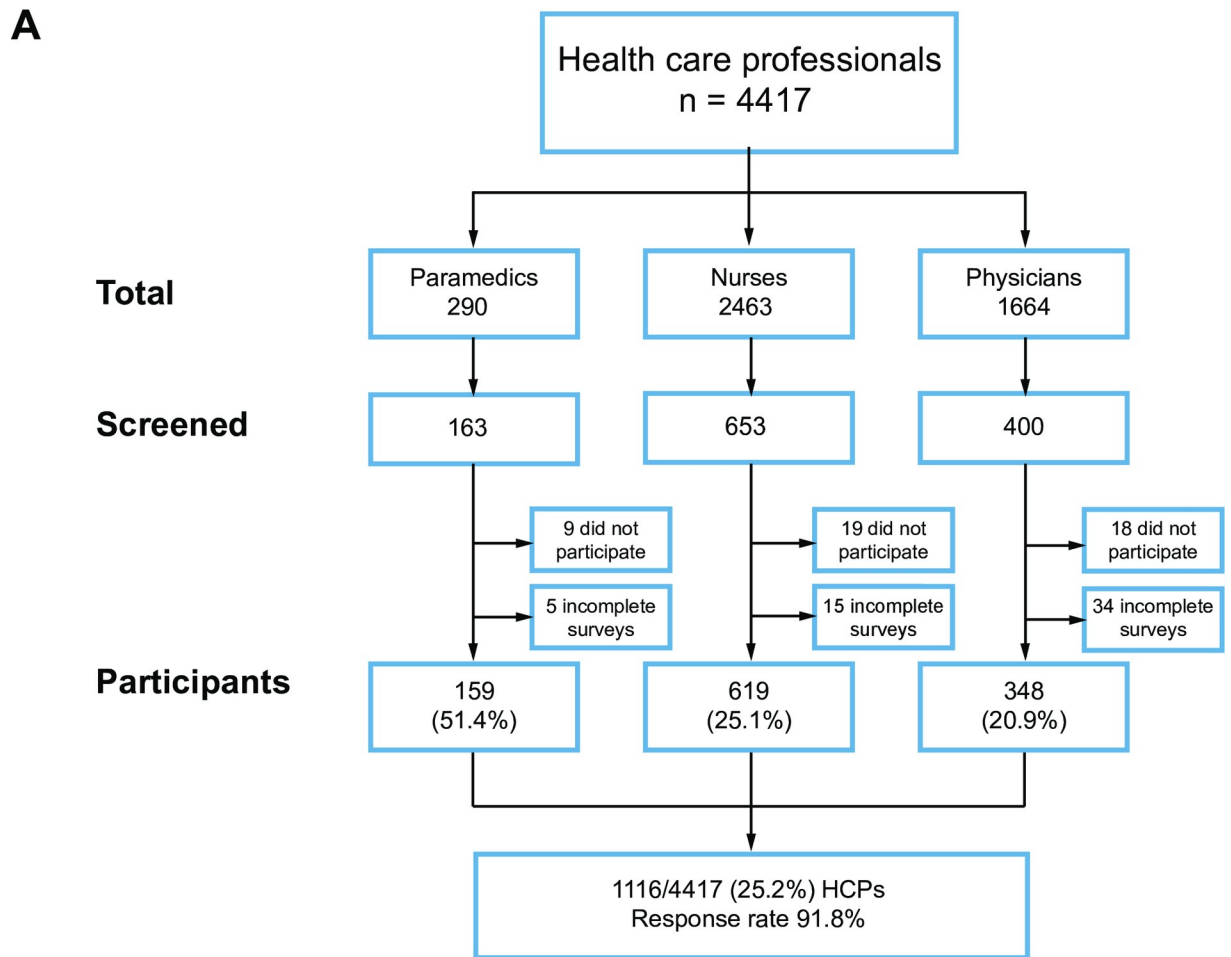 A
Health care professionals
n = 4417
Total
Paramedics
290
Nurses
2463
Physicians
1664
Screened
163
653
400
9 did not
participate
19 did not
participate
18 did not
participate
5 incomplete
surveys
15 incomplete
surveys
34 incomplete
surveys
Participants
159
(51.4%)
619
(25.1%)
348
(20.9%)
1116/4417 (25.2%) HCPs
Response rate 91.8%